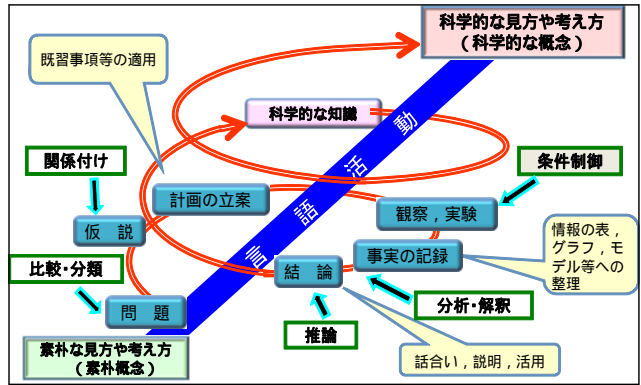 科学的な見方や考え方
（科学的な概念）
既習事項等の適用
科学的な知識
言語活動
関係付け
条件制御
計画の立案
仮　説
観察，実験
情報の表，
グラフ，モ
デル等への
整理
事実の記録
比較・分類
結　論
問　題
分析・解釈
推論
素朴な見方や考え方
（素朴概念）
話合い，説明，活用